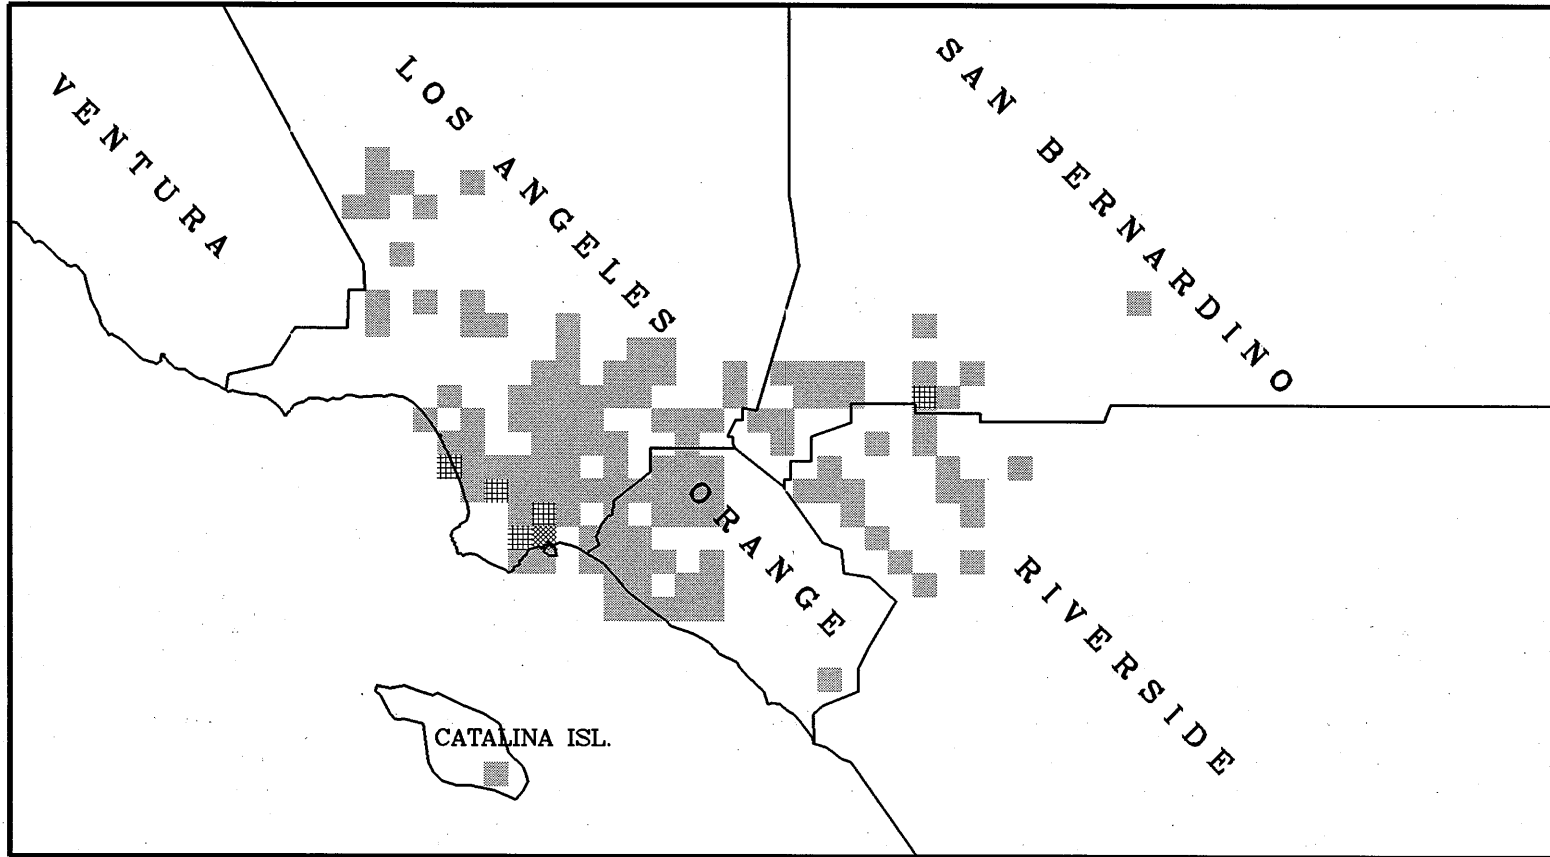 VENTURA
LOS ANGELES
SAN BERNARDINO
ORANGE
RIVERSIDE
CATALINA ISL.